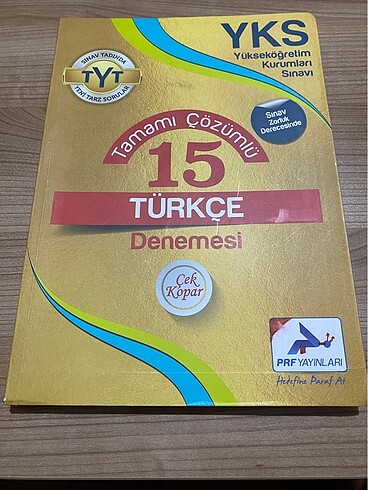 YKS
Yükseköğretim
Kurumları
Sınavı
SINAV TADINDA
TYT
YENİ TARZ SORULAR
Sınav
Zorluk
Derecesinde
Tamamı Çözümlü
15
TÜRKÇE
Denemesi
Çek
Kopar
PRF YAYINLARI
Hedefine Paraf At